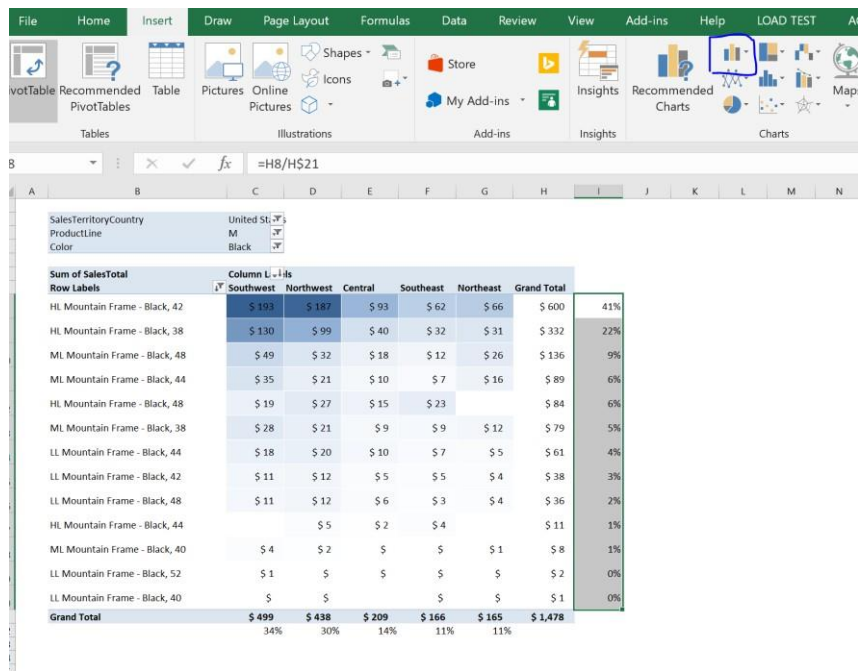 File Home Insert Draw Page Layout Formulas Data Review View Add-ins Help LOAD TEST
votTable Recommended PivotTables Table Pictures Online Pictures Shapes Icons Store My Add-ins Insights Recommended Charts Map
Tables Illustrations Add-ins Insights Charts
8 fx =H8/H$21
A B C D E F G H I J K L M N
SalesTerritoryCountry United St
ProductLine M
Color Black
Sum of SalesTotal Column L ls
Row Labels Southwest Northwest Central Southeast Northeast Grand Total
HL Mountain Frame - Black, 42 $ 193 $ 187 $ 93 $ 62 $ 66 $ 600 41%
HL Mountain Frame - Black, 38 $ 130 $ 99 $ 40 $ 32 $ 31 $ 332 22%
ML Mountain Frame - Black, 48 $ 49 $ 32 $ 18 $ 12 $ 26 $ 136 9%
ML Mountain Frame - Black, 44 $ 35 $ 21 $ 10 $ 7 $ 16 $ 89 6%
HL Mountain Frame - Black, 48 $ 19 $ 27 $ 15 $ 23 $ 84 6%
ML Mountain Frame - Black, 38 $ 28 $ 21 $ 9 $ 9 $ 12 $ 79 5%
LL Mountain Frame - Black, 44 $ 18 $ 20 $ 10 $ 7 $ 5 $ 61 4%
LL Mountain Frame - Black, 42 $ 11 $ 12 $ 5 $ 5 $ 4 $ 38 3%
LL Mountain Frame - Black, 48 $ 11 $ 12 $ 6 $ 3 $ 4 $ 36 2%
HL Mountain Frame - Black, 44 $ 5 $ 2 $ 4 $ 11 1%
ML Mountain Frame - Black, 40 $ 4 $ 2 $ $ $ 1 $ 8 1%
LL Mountain Frame - Black, 52 $ 1 $ $ $ $ $ 2 0%
LL Mountain Frame - Black, 40 $ $ $ $ $ 1 0%
Grand Total $ 499 $ 438 $ 209 $ 166 $ 165 $ 1,478
34% 30% 14% 11% 11%